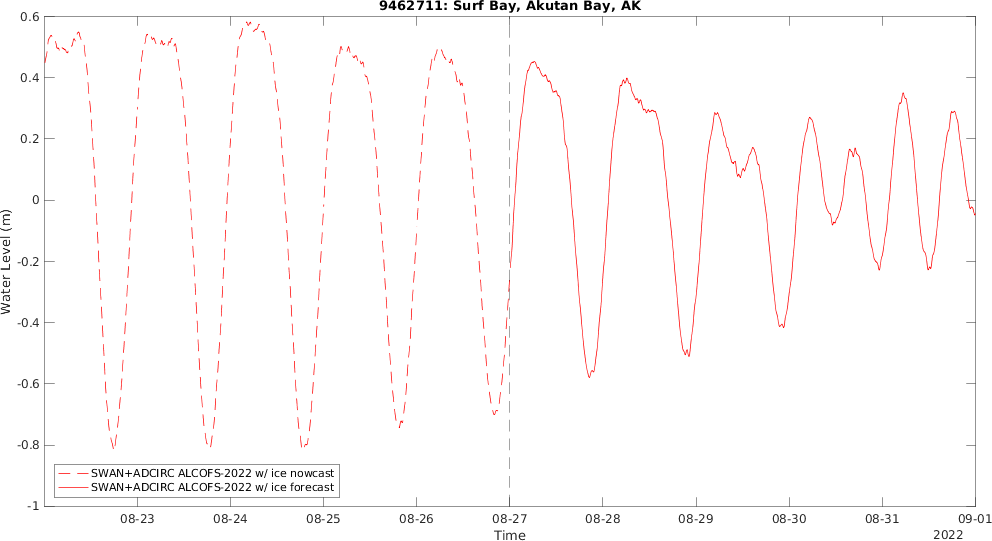 9462711: Surf Bay, Akutan Bay, AK
0.6
0.4
0.2
0
-0.2
-0.4
-0.6
-0.8
-1
Water Level (m)
SWAN+ADCIRC ALCOFS-2022 w/ ice nowcast
SWAN+ADCIRC ALCOFS-2022 w/ ice forecast
08-23 08-24 08-25 08-26 08-27 08-28 08-29 08-30 08-31 09-01
Time
2022